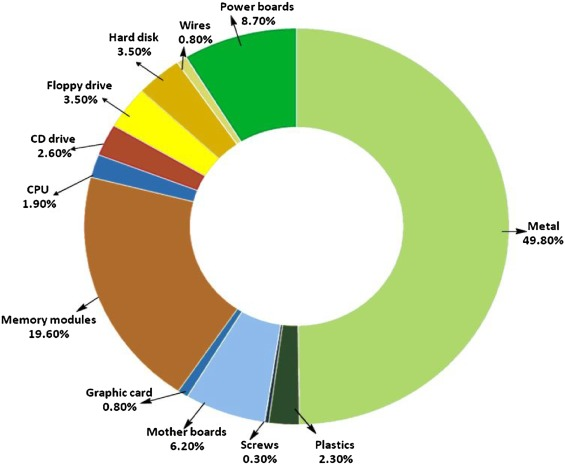 Power boards
8.70%
Wires
0.80%
Hard disk
3.50%
Floppy drive
3.50%
CD drive
2.60%
CPU
1.90%
Metal
49.80%
Memory modules
19.60%
Graphic card
0.80%
Mother boards
6.20%
Screws
0.30%
Plastics
2.30%